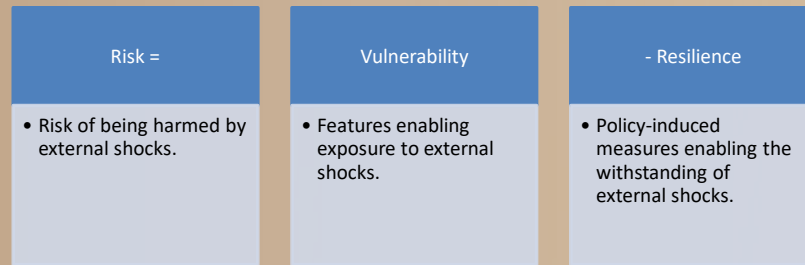 Risk =
• Risk of being harmed by
external shocks.
Vulnerability
• Features enabling
exposure to external
shocks.
- Resilience
• Policy-induced
measures enabling the
withstanding of
external shocks.